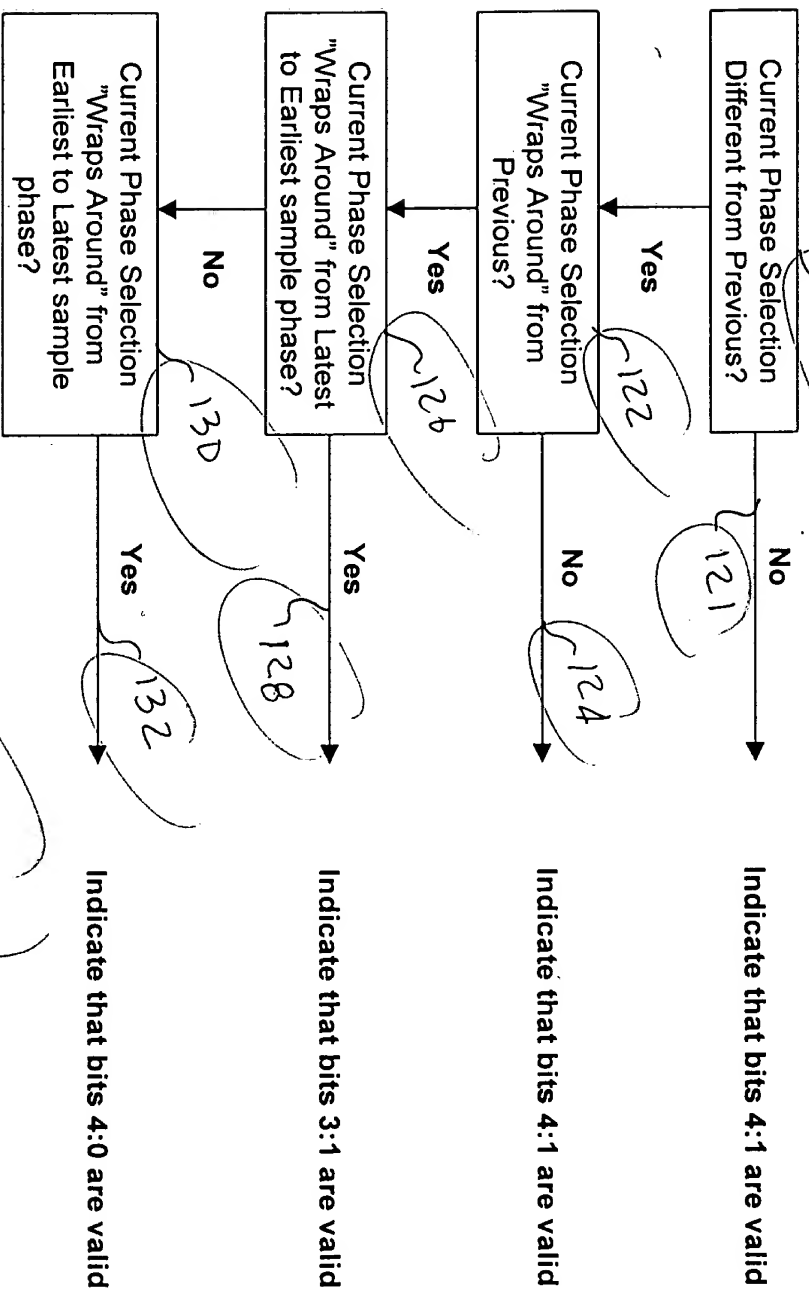 Current Phase Selection
Different from Previous?
No
121
Indicate that bits 4:1 are valid
Yes
122
Current Phase Selection
"Wraps Around" from
Previous?
No
124
Indicate that bits 4:1 are valid
Yes
126
Current Phase Selection
"Wraps Around" from Latest
to Earliest sample phase?
Yes
128
Indicate that bits 3:1 are valid
No
130
Current Phase Selection
"Wraps Around" from
Earliest to Latest sample
phase?
Yes
132
Indicate that bits 4:0 are valid